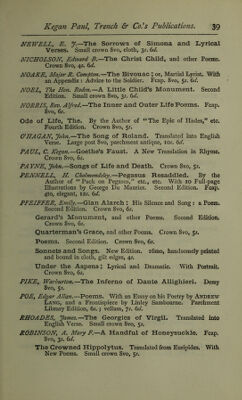 Kegan Paul, Trench & Co.'s Publications. 39
NEWELL, E. J.—The Sorrows of Simona and Lyrical
Verses. Small crown 8vo, cloth, 3s. 6d.
NICHOLSON, Edward B.—The Christ Child, and other Poems.
Crown 8vo, 4s. 6d.
NOAKE, Major R. Compton.—The Bivouac; or, Martial Lyrist. With
an Appendix: Advice to the Soldier. Fcap. 8vo, 5s. 6d.
NOEL, The Hon. Roden.—A Little Child's Monument. Second
Edition. Small crown 8vo, 3s. 6d.
NORRIS, Rev. Alfred.—The Inner and Outer Life Poems. Fcap.
8vo, 6s.
Ode of Life, The. By the Author of "The Epic of Hades," etc.
Fourth Edition. Crown 8vo, 5s.
O'HAGAN, John.—The Song of Roland. Translated into English
Verse. Large post 8vo, parchment antique, 10s. 6d.
PAUL, C. Kegan.—Goethe's Faust. A New Translation in Rhyme.
Crown 8vo, 6s.
PAYNE, John.—Songs of Life and Death. Crown 8vo, 5s.
PENNELL, H. Cholmondeley.—Pegasus Resaddled. By the
Author of "Puck on Pegasus," etc., etc. With 10 Full-page
Illustrations by George Du Maurier. Second Edition. Fcap.
4to, elegant, 12s. 6d.
PFEIFFER, Emily.—Glan Alarch: His Silence and Song: a Poem.
Second Edition. Crown 8vo, 6s.
Gerard's Monument, and other Poems. Second Edition.
Crown 8vo, 6s.
Quarterman's Grace, and other Poems. Crown 8vo, 5s.
Poems. Second Edition. Crown 8vo, 6s.
Sonnets and Songs. New Edition. 16mo, handsomely printed
and bound in cloth, gilt edges, 4s.
Under the Aspens; Lyrical and Dramatic. With Portrait.
Crown 8vo, 6s.
PIKE, Warburton.—The Inferno of Dante Allighieri. Demy
8vo, 5s.
POE, Edgar Allan.—Poems. With an Essay on his Poetry by ANDREW
LANG, and a Frontispiece by Linley Sambourne. Parchment
Library Edition, 6s.; vellum, 7s. 6d.
RHOADES, James.—The Georgics of Virgil. Translated into
English Verse. Small crown 8vo, 5s.
ROBINSON, A. Mary F.—A Handful of Honeysuckle. Fcap.
8vo, 3s. 6d.
The Crowned Hippolytus. Translated from Euripides. With
New Poems. Small crown 8vo, 5s.